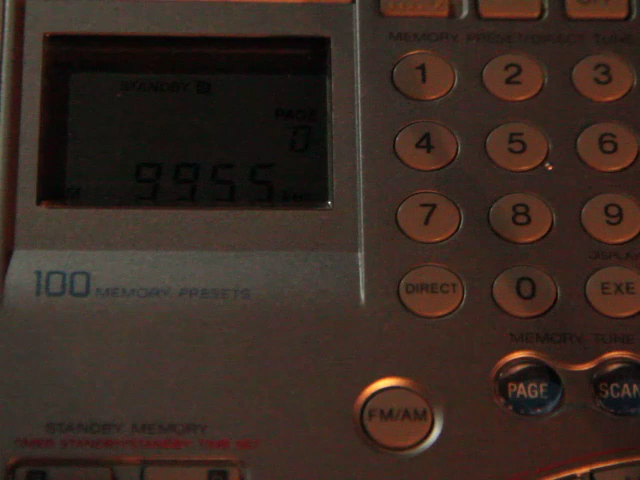 MEMORY PRESET/DIRECT TUNE
STANDBY
PAGE
0
9955
1 2 3
4 5 6
7 8 9
DIRECT 0 EXE
100 MEMORY PRESETS
MEMORY TUNE
PAGE SCAN
FM/AM
STANDBY MEMORY